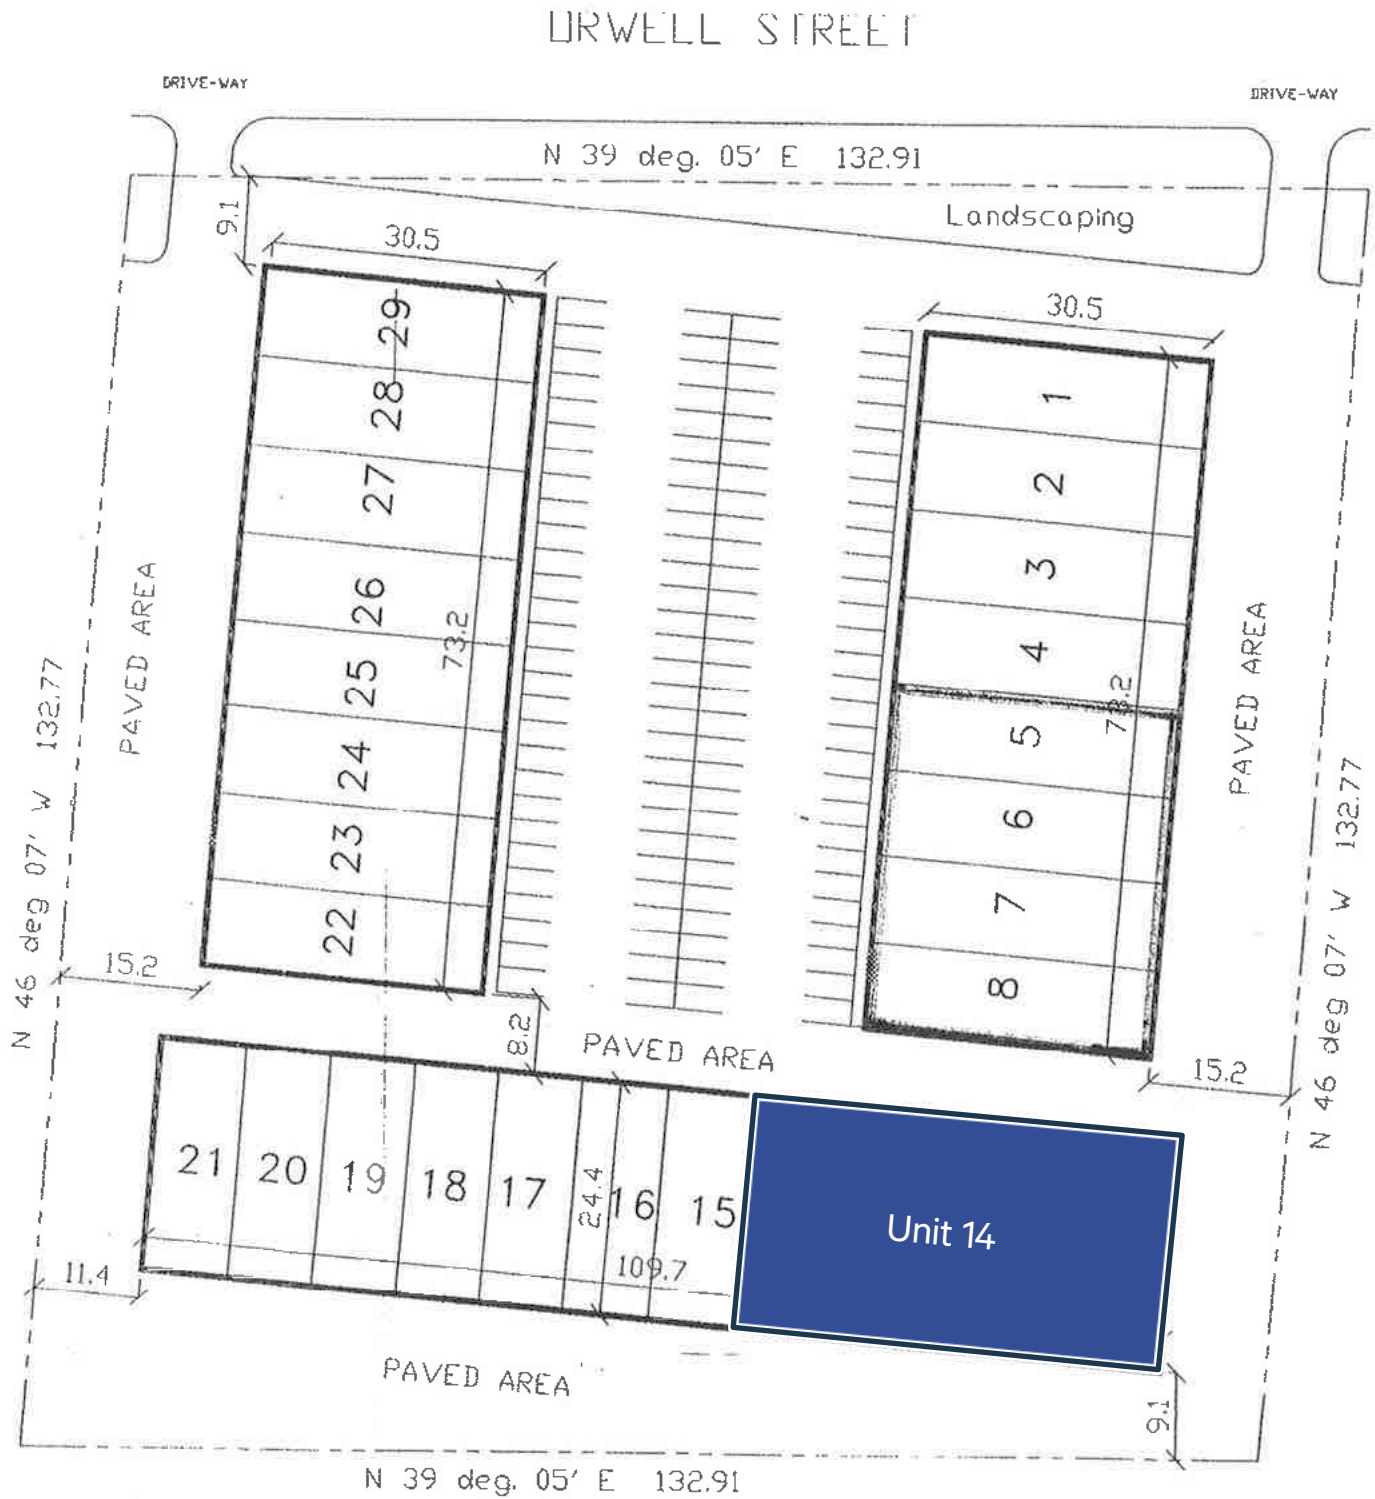 ORWELL STREET
DRIVE-WAY
DRIVE-WAY
N 39 deg. 05' E 132.91
9.1
Landscaping
30.5
30.5
29
28
27
26
25
24
23
22
73.2
1
2
3
4
5
6
7
8
73.2
PAVED AREA
PAVED AREA
N 46 deg 07' W 132.77
N 46 deg 07' W 132.77
15.2
8.2
PAVED AREA
15.2
21
20
19
18
17
24.4
16
15
Unit 14
109.7
11.4
PAVED AREA
9.1
N 39 deg. 05' E 132.91